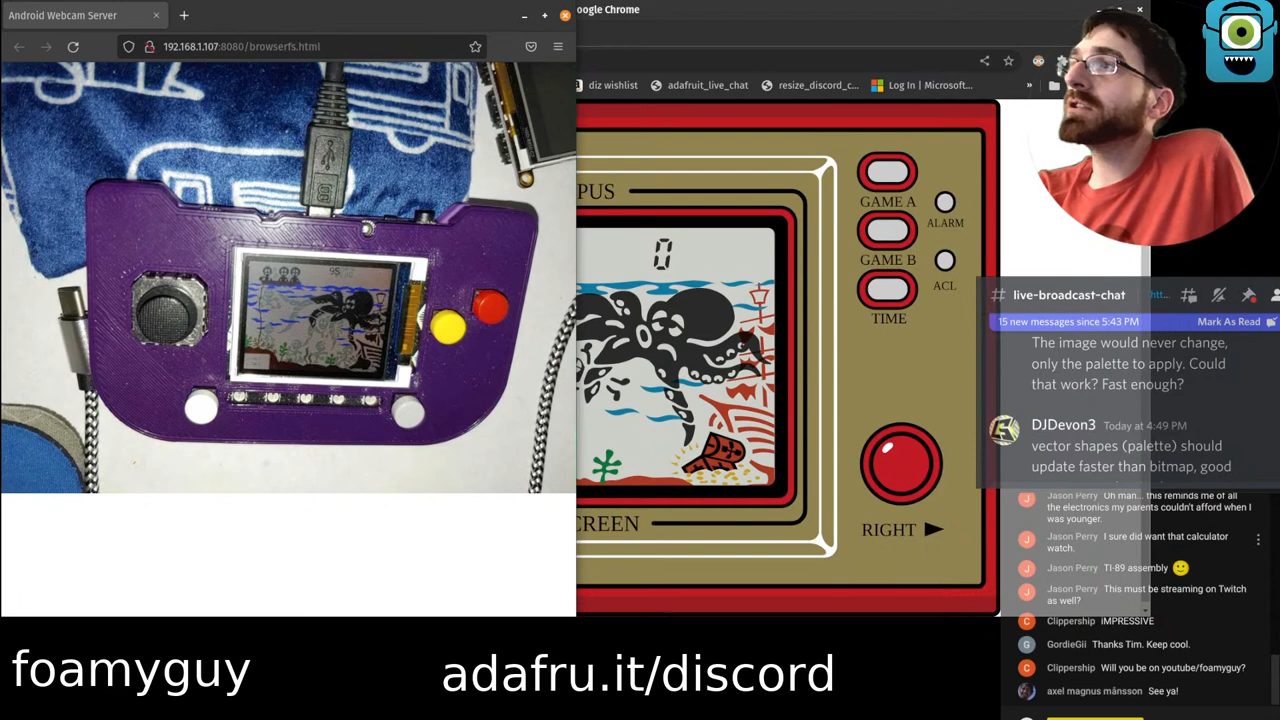 Android Webcam Server
192.168.1.107:8080/browserfs.html
oogle Chrome
diz wishlist
adafruit_live_chat
resize_discord_c...
Log In | Microsoft...
»
95
PUS
0
CREEN
GAME A
ALARM
GAME B
ACL
TIME
RIGHT
# live-broadcast-chat
htt...
15 new messages since 5:43 PM
Mark As Read
The image would never change,
only the palette to apply. Could
that work? Fast enough?
DJDevon3 Today at 4:49 PM
vector shapes (palette) should
update faster than bitmap, good
Jason Perry Oh man... this reminds me of all
the electronics my parents couldn't afford when I
was younger.
Jason Perry I sure did want that calculator
watch.
Jason Perry TI-89 assembly 🙂
Jason Perry This must be streaming on Twitch
as well?
Clippership iMPRESSIVE
GordieGii Thanks Tim. Keep cool.
Clippership Will you be on youtube/foamyguy?
axel magnus månsson See ya!
foamyguy
adafru.it/discord